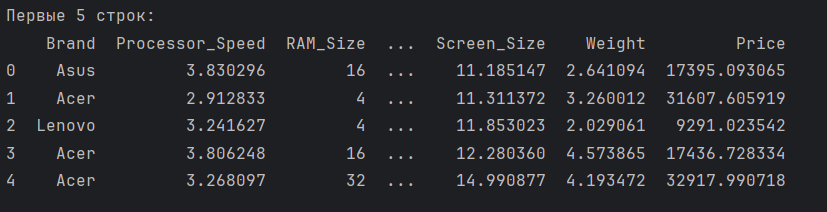 Первые 5 строк:
Brand Processor_Speed RAM_Size ... Screen_Size Weight Price
0 Asus 3.830296 16 ... 11.185147 2.641094 17395.093065
1 Acer 2.912833 4 ... 11.311372 3.260012 31607.605919
2 Lenovo 3.241627 4 ... 11.853023 2.029061 9291.023542
3 Acer 3.806248 16 ... 12.280360 4.573865 17436.728334
4 Acer 3.268097 32 ... 14.990877 4.193472 32917.990718